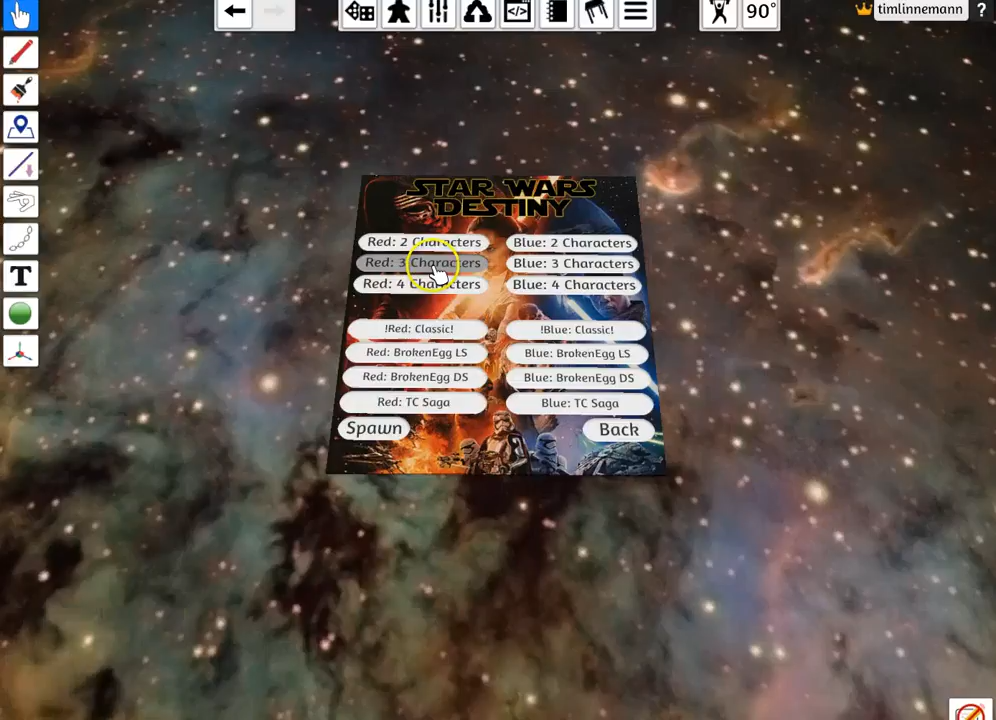 90°
timlinnemann
?
T
STAR WARS
DESTINY
Red: 2 Characters
Blue: 2 Characters
Red: 3 Characters
Blue: 3 Characters
Red: 4 Characters
Blue: 4 Characters
!Red: Classic!
!Blue: Classic!
Red: BrokenEgg LS
Blue: BrokenEgg LS
Red: BrokenEgg DS
Blue: BrokenEgg DS
Red: TC Saga
Blue: TC Saga
Spawn
Back